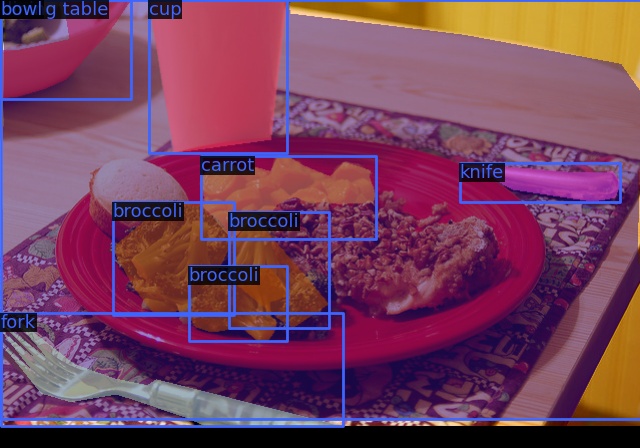 bowl g table
cup
carrot
knife
broccoli
broccoli
broccoli
fork